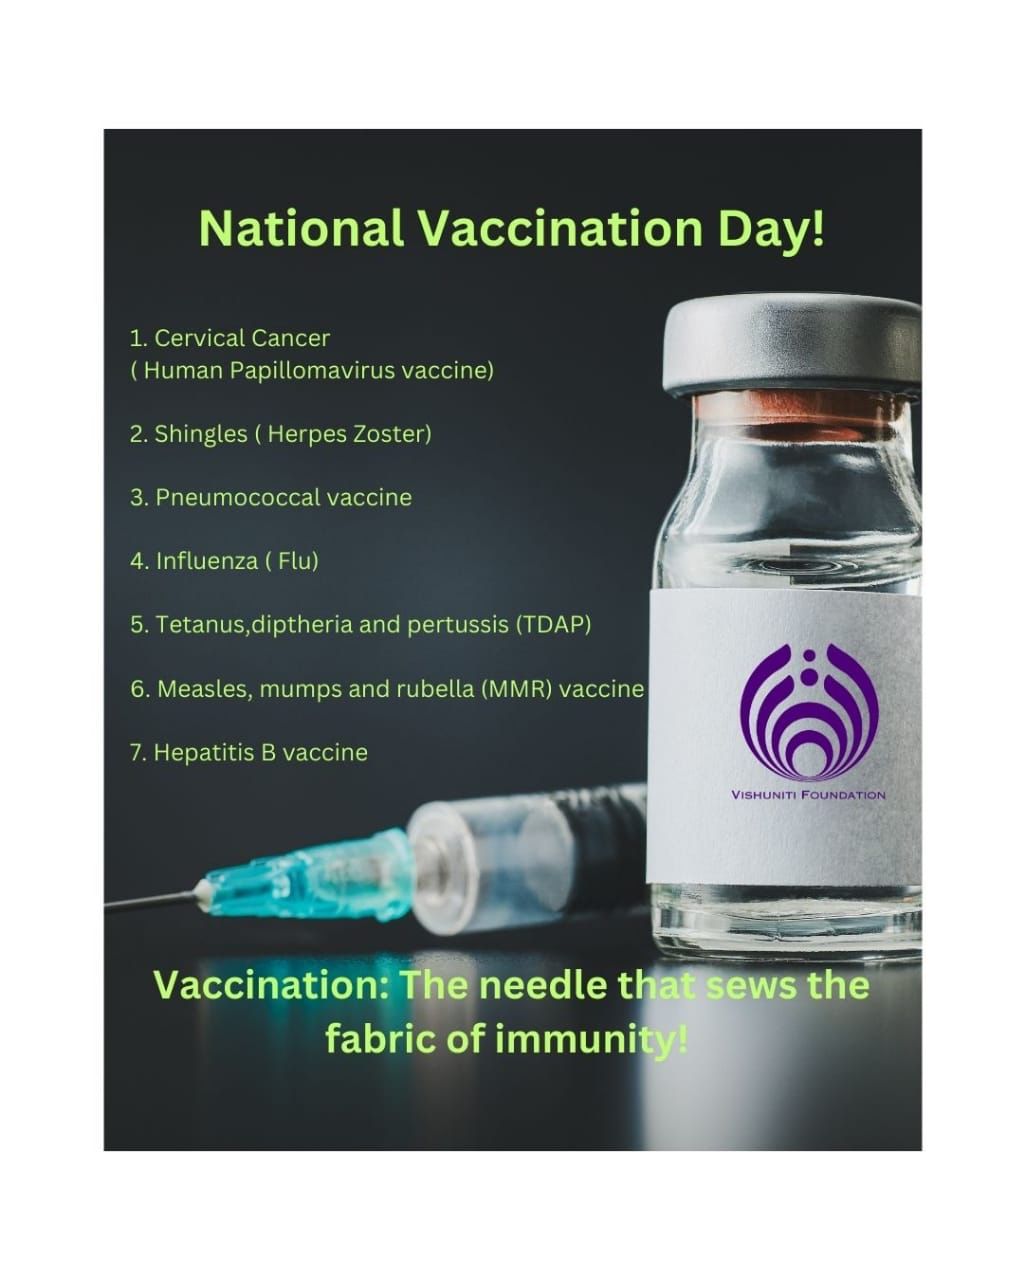 National Vaccination Day!
1. Cervical Cancer
( Human Papillomavirus vaccine)
2. Shingles ( Herpes Zoster)
3. Pneumococcal vaccine
4. Influenza ( Flu)
5. Tetanus,diptheria and pertussis (TDAP)
6. Measles, mumps and rubella (MMR) vaccine
7. Hepatitis B vaccine
VISHUNITI FOUNDATION
Vaccination: The needle that sews the
fabric of immunity!